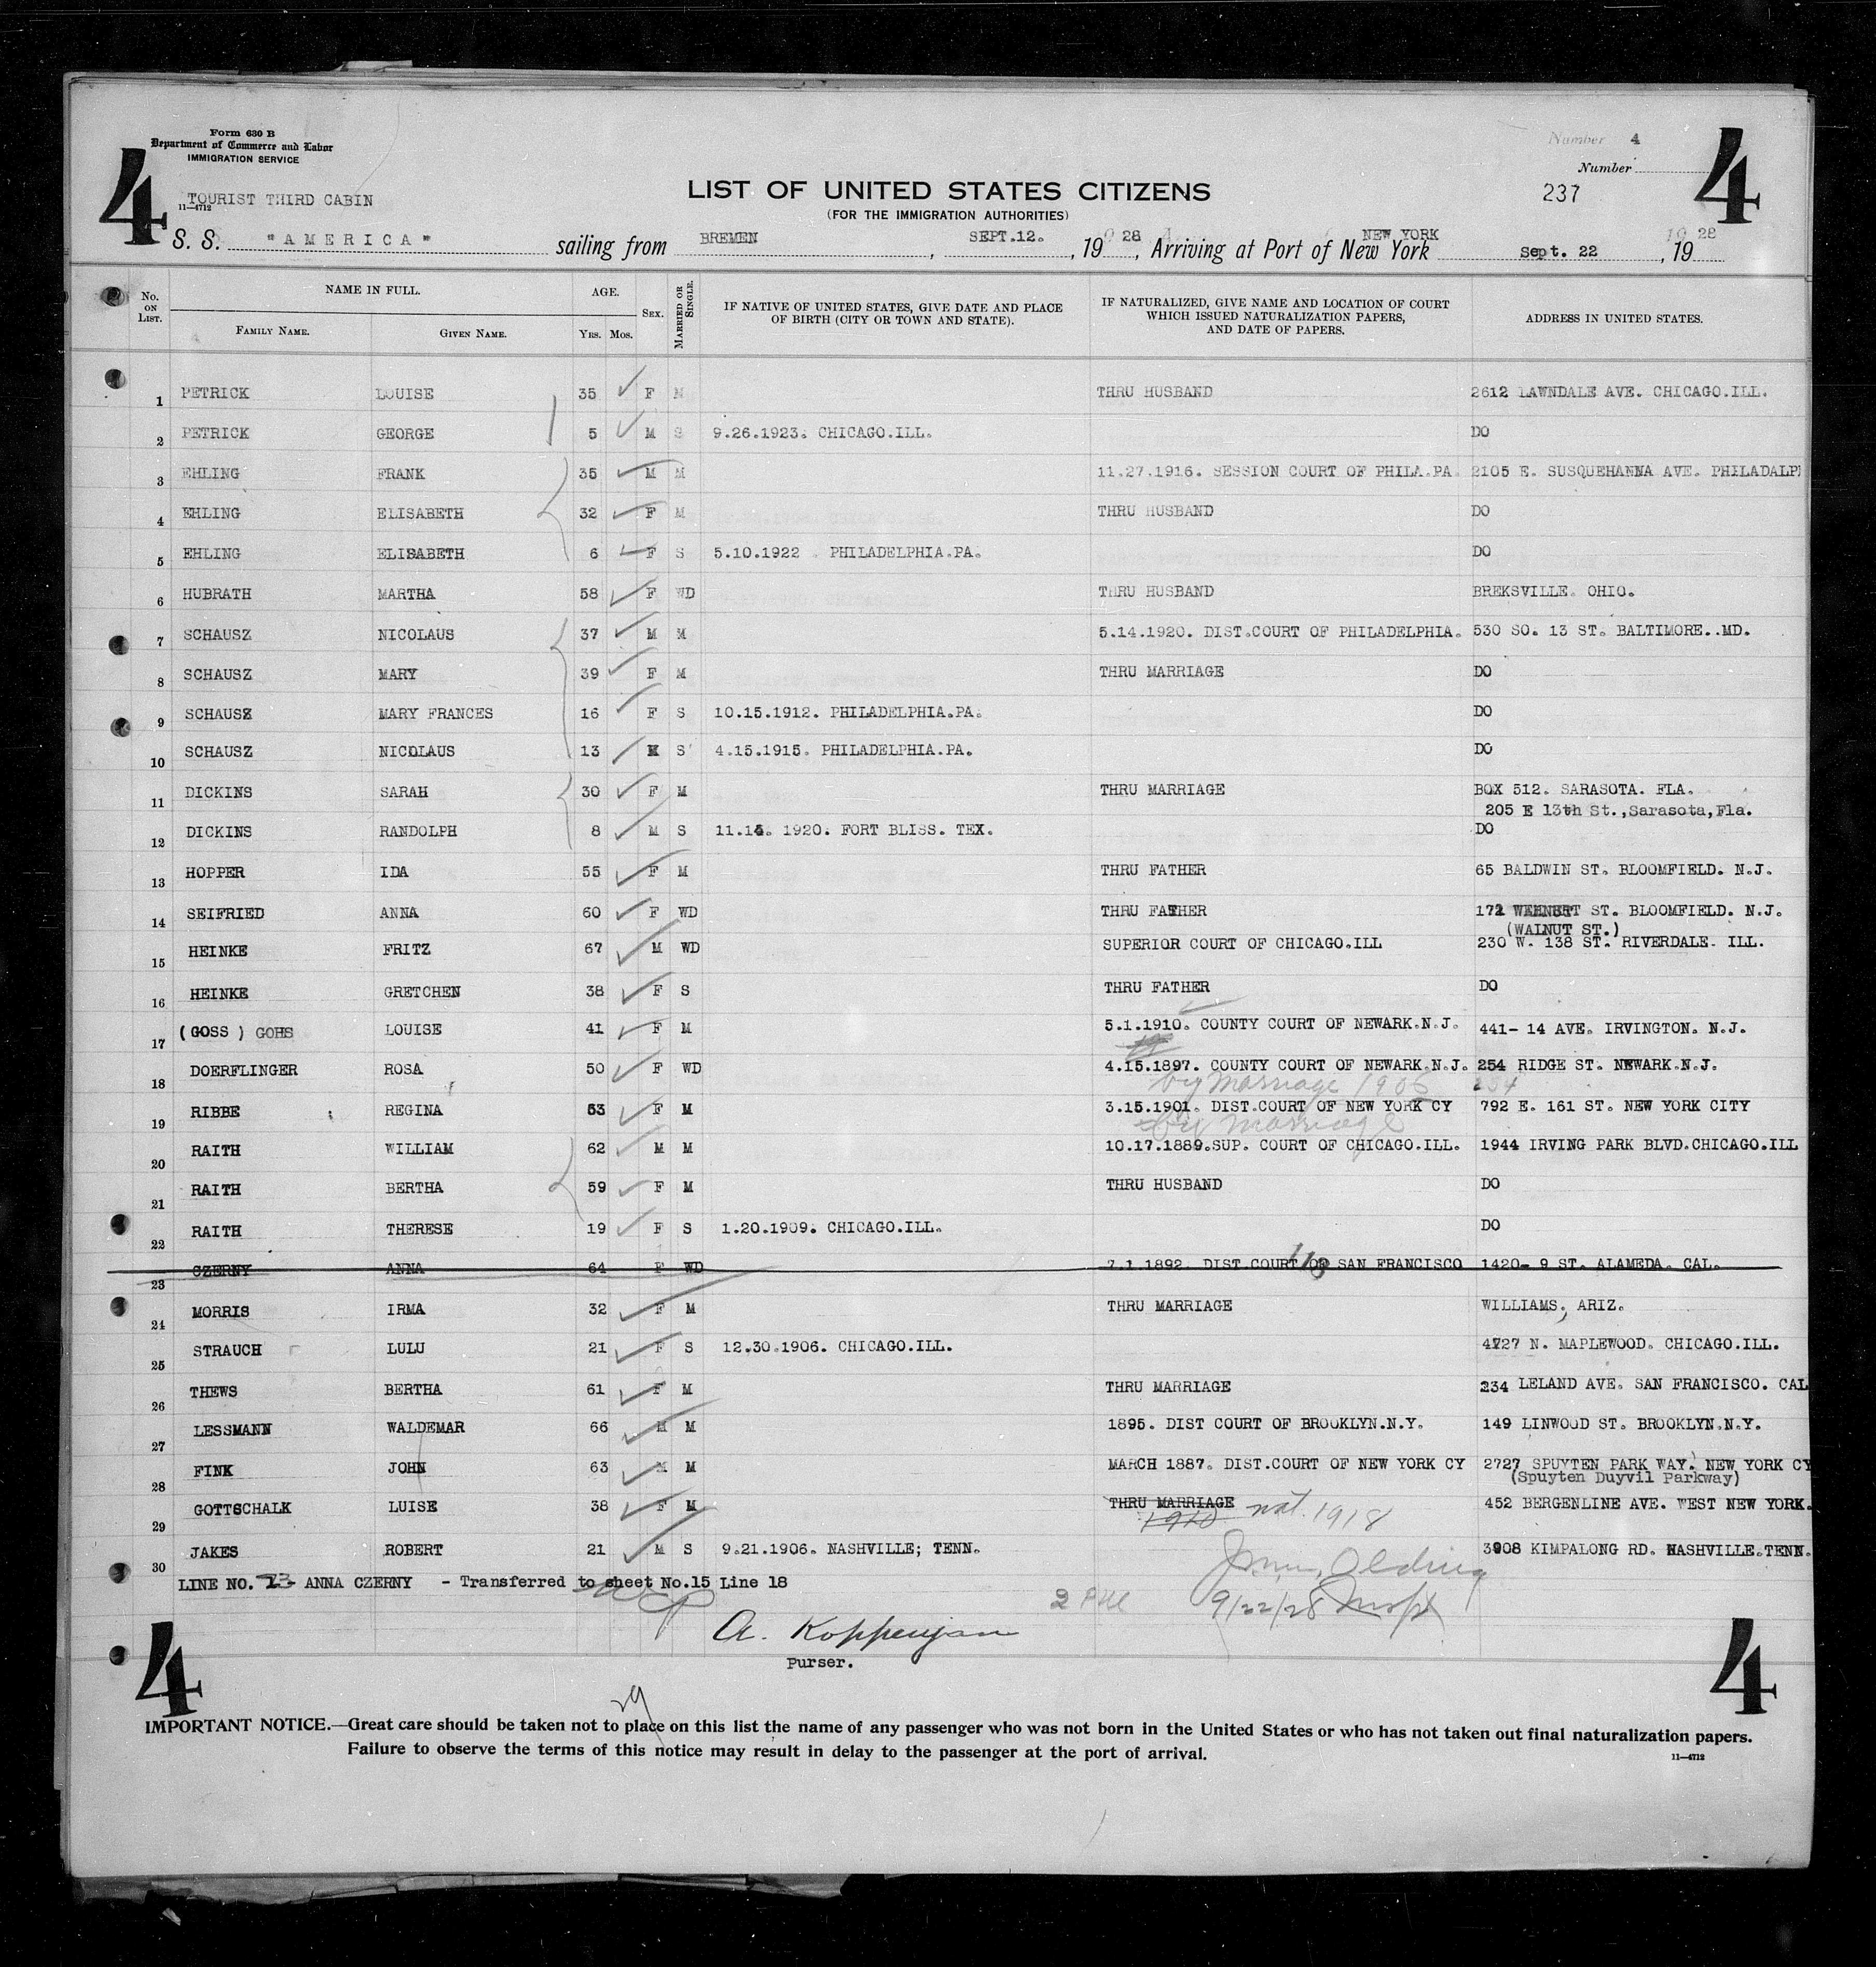 Form 630 B
Department of Commerce and Labor
IMMIGRATION SERVICE
4
TOURIST THIRD CABIN
11—4712
LIST OF UNITED STATES CITIZENS
(FOR THE IMMIGRATION AUTHORITIES)
Number 4
Number
237
4
S. S. "AMERICA" sailing from BREMEN, SEPT.12., 1928, Arriving at Port of New York NEW YORK Sept. 22, 1928
No. ON LIST. NAME IN FULL. AGE. SEX. MARRIED OR SINGLE. IF NATIVE OF UNITED STATES, GIVE DATE AND PLACE OF BIRTH (CITY OR TOWN AND STATE). IF NATURALIZED, GIVE NAME AND LOCATION OF COURT WHICH ISSUED NATURALIZATION PAPERS, AND DATE OF PAPERS. ADDRESS IN UNITED STATES.
FAMILY NAME. GIVEN NAME. YRS. MOS.
1 PETRICK LOUISE 35 F M THRU HUSBAND 2612 LAWNDALE AVE. CHICAGO.ILL.
2 PETRICK GEORGE 5 M S 9.26.1923. CHICAGO.ILL. DO
3 EHLING FRANK 35 M M 11.27.1916. SESSION COURT OF PHILA.PA. 2105 E. SUSQUEHANNA AVE. PHILADALPH
4 EHLING ELISABETH 32 F M THRU HUSBAND DO
5 EHLING ELISABETH 6 F S 5.10.1922 . PHILADELPHIA.PA. DO
6 HUBRATH MARTHA 58 F WD THRU HUSBAND BREKSVILLE. OHIO.
7 SCHAUSZ NICOLAUS 37 M M 5.14.1920. DIST.COURT OF PHILADELPHIA. 530 SO. 13 ST. BALTIMORE..MD.
8 SCHAUSZ MARY 39 F M THRU MARRIAGE DO
9 SCHAUSZ MARY FRANCES 16 F S 10.15.1912. PHILADELPHIA.PA. DO
10 SCHAUSZ NICOLAUS 13 M S 4.15.1915. PHILADELPHIA.PA. DO
11 DICKINS SARAH 30 F M THRU MARRIAGE BOX 512. SARASOTA. FLA.
205 E 13th St.,Sarasota,Fla.
12 DICKINS RANDOLPH 8 M S 11.14. 1920. FORT BLISS. TEX. DO
13 HOPPER IDA 55 F M THRU FATHER 65 BALDWIN ST. BLOOMFIELD. N.J.
14 SEIFRIED ANNA 60 F WD THRU FATHER 172 ST. BLOOMFIELD. N.J.
(WALNUT ST.)
15 HEINKE FRITZ 67 M WD SUPERIOR COURT OF CHICAGO.ILL 230 W. 138 ST. RIVERDALE. ILL.
16 HEINKE GRETCHEN 38 F S THRU FATHER DO
17 (GOSS ) GOHS LOUISE 41 F M 5.1.1910. COUNTY COURT OF NEWARK.N.J. 441- 14 AVE. IRVINGTON. N.J.
18 DOERFLINGER ROSA 50 F WD 4.15.1897. COUNTY COURT OF NEWARK.N.J. 254 RIDGE ST. NEWARK.N.J.
by Marriage 1906 254
19 RIBBE REGINA 53 F M 3.15.1901. DIST.COURT OF NEW YORK CY 792 E. 161 ST. NEW YORK CITY
by marriage
20 RAITH WILLIAM 62 M M 10.17.1889.SUP. COURT OF CHICAGO.ILL. 1944 IRVING PARK BLVD.CHICAGO.ILL
21 RAITH BERTHA 59 F M THRU HUSBAND DO
22 RAITH THERESE 19 F S 1.20.1909. CHICAGO.ILL. DO
23 CZERNY ANNA 64 F WD 7.1.1892. DIST.COURT OF SAN FRANCISCO 1420- 9 ST. ALAMEDA. CAL.
24 MORRIS IRMA 32 F M THRU MARRIAGE WILLIAMS, ARIZ.
25 STRAUCH LULU 21 F S 12.30.1906. CHICAGO.ILL. 4727 N. MAPLEWOOD. CHICAGO.ILL.
26 THEWS BERTHA 61 F M THRU MARRIAGE 234 LELAND AVE. SAN FRANCISCO. CAL
27 LESSMANN WALDEMAR 66 M M 1895. DIST COURT OF BROOKLYN.N.Y. 149 LINWOOD ST. BROOKLYN.N.Y.
28 FINK JOHN 63 M M MARCH 1887. DIST.COURT OF NEW YORK CY 2727 SPUYTEN PARK WAY. NEW YORK CY
(Spuyten Duyvil Parkway)
29 GOTTSCHALK LUISE 38 F M THRU MARRIAGE 1910 nat. 1918 452 BERGENLINE AVE. WEST NEW YORK.
30 JAKES ROBERT 21 M S 9.21.1906. NASHVILLE; TENN. 3908 KIMPALONG RD. NASHVILLE.TENN.
LINE NO. 23 ANNA CZERNY - Transferred to sheet No.15 Line 18
9/22/28 Insp
A. Koppenjan
Purser.
4
4
IMPORTANT NOTICE.—Great care should be taken not to place on this list the name of any passenger who was not born in the United States or who has not taken out final naturalization papers.
Failure to observe the terms of this notice may result in delay to the passenger at the port of arrival.
11—4712